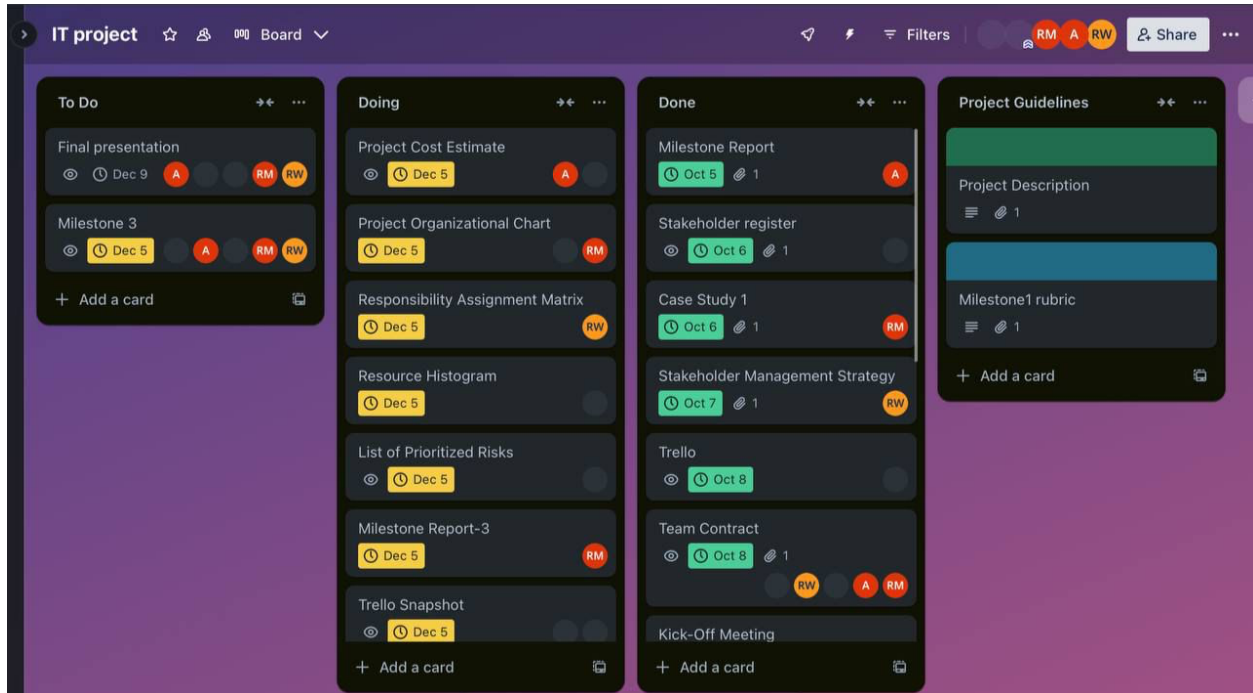 IT project Board Filters RM A RW Share
To Do
Final presentation
Dec 9 A RM RW
Milestone 3
Dec 5 A RM RW
+ Add a card
Doing
Project Cost Estimate
Dec 5 A
Project Organizational Chart
Dec 5 RM
Responsibility Assignment Matrix
Dec 5 RW
Resource Histogram
Dec 5
List of Prioritized Risks
Dec 5
Milestone Report-3
Dec 5 RM
Trello Snapshot
Dec 5
+ Add a card
Done
Milestone Report
Oct 5 1 A
Stakeholder register
Oct 6 1
Case Study 1
Oct 6 1 RM
Stakeholder Management Strategy
Oct 7 1 RW
Trello
Oct 8
Team Contract
Oct 8 1
RW A RM
Kick-Off Meeting
+ Add a card
Project Guidelines
Project Description
1
Milestone1 rubric
1
+ Add a card